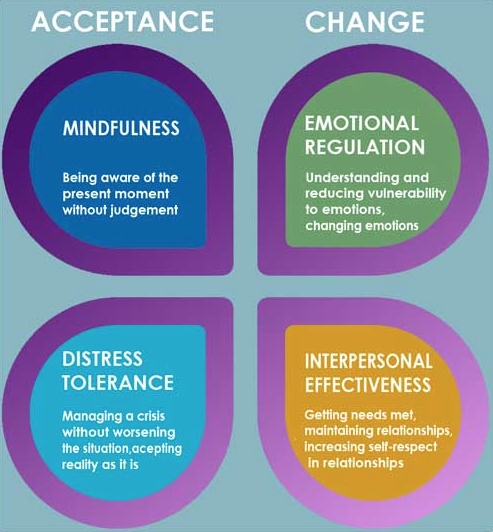 ACCEPTANCE
CHANGE
MINDFULNESS
Being aware of the
present moment
without judgement
EMOTIONAL
REGULATION
Understanding and
reducing vulnerability
to emotions,
changing emotions
DISTRESS
TOLERANCE
Managing a crisis
without worsening
the situation,acepting
reality as it is
INTERPERSONAL
EFFECTIVENESS
Getting needs met,
maintaining relationships,
increasing self-respect
in relationships